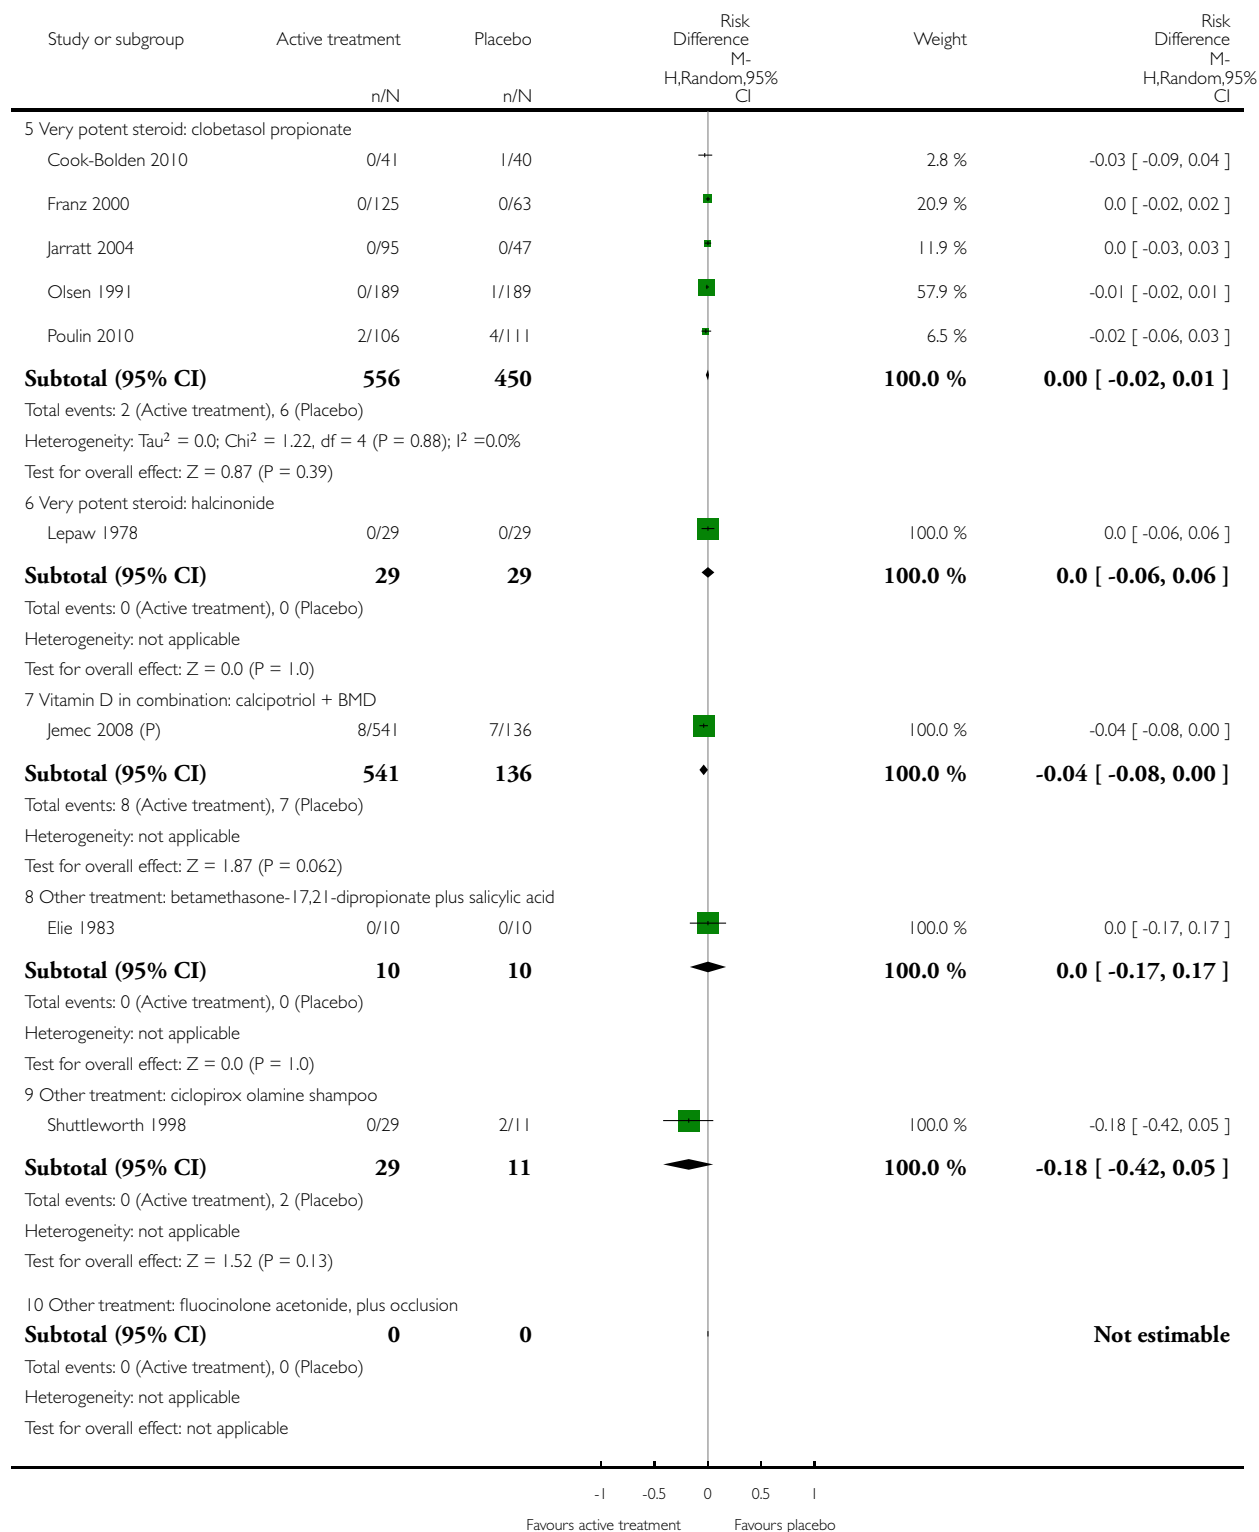 Study or subgroup Active treatment Placebo Risk Difference M-H,Random,95% CI Weight Risk Difference M-H,Random,95% CI
n/N n/N
5 Very potent steroid: clobetasol propionate
Cook-Bolden 2010 0/41 1/40 2.8 % -0.03 [ -0.09, 0.04 ]
Franz 2000 0/125 0/63 20.9 % 0.0 [ -0.02, 0.02 ]
Jarratt 2004 0/95 0/47 11.9 % 0.0 [ -0.03, 0.03 ]
Olsen 1991 0/189 1/189 57.9 % -0.01 [ -0.02, 0.01 ]
Poulin 2010 2/106 4/111 6.5 % -0.02 [ -0.06, 0.03 ]
Subtotal (95% CI) 556 450 100.0 % 0.00 [ -0.02, 0.01 ]
Total events: 2 (Active treatment), 6 (Placebo)
Heterogeneity: Tau² = 0.0; Chi² = 1.22, df = 4 (P = 0.88); I² =0.0%
Test for overall effect: Z = 0.87 (P = 0.39)
6 Very potent steroid: halcinonide
Lepaw 1978 0/29 0/29 100.0 % 0.0 [ -0.06, 0.06 ]
Subtotal (95% CI) 29 29 100.0 % 0.0 [ -0.06, 0.06 ]
Total events: 0 (Active treatment), 0 (Placebo)
Heterogeneity: not applicable
Test for overall effect: Z = 0.0 (P = 1.0)
7 Vitamin D in combination: calcipotriol + BMD
Jemec 2008 (P) 8/541 7/136 100.0 % -0.04 [ -0.08, 0.00 ]
Subtotal (95% CI) 541 136 100.0 % -0.04 [ -0.08, 0.00 ]
Total events: 8 (Active treatment), 7 (Placebo)
Heterogeneity: not applicable
Test for overall effect: Z = 1.87 (P = 0.062)
8 Other treatment: betamethasone-17,21-dipropionate plus salicylic acid
Elie 1983 0/10 0/10 100.0 % 0.0 [ -0.17, 0.17 ]
Subtotal (95% CI) 10 10 100.0 % 0.0 [ -0.17, 0.17 ]
Total events: 0 (Active treatment), 0 (Placebo)
Heterogeneity: not applicable
Test for overall effect: Z = 0.0 (P = 1.0)
9 Other treatment: ciclopirox olamine shampoo
Shuttleworth 1998 0/29 2/11 100.0 % -0.18 [ -0.42, 0.05 ]
Subtotal (95% CI) 29 11 100.0 % -0.18 [ -0.42, 0.05 ]
Total events: 0 (Active treatment), 2 (Placebo)
Heterogeneity: not applicable
Test for overall effect: Z = 1.52 (P = 0.13)
10 Other treatment: fluocinolone acetonide, plus occlusion
Subtotal (95% CI) 0 0 Not estimable
Total events: 0 (Active treatment), 0 (Placebo)
Heterogeneity: not applicable
Test for overall effect: not applicable
-1 -0.5 0 0.5 1
Favours active treatment Favours placebo